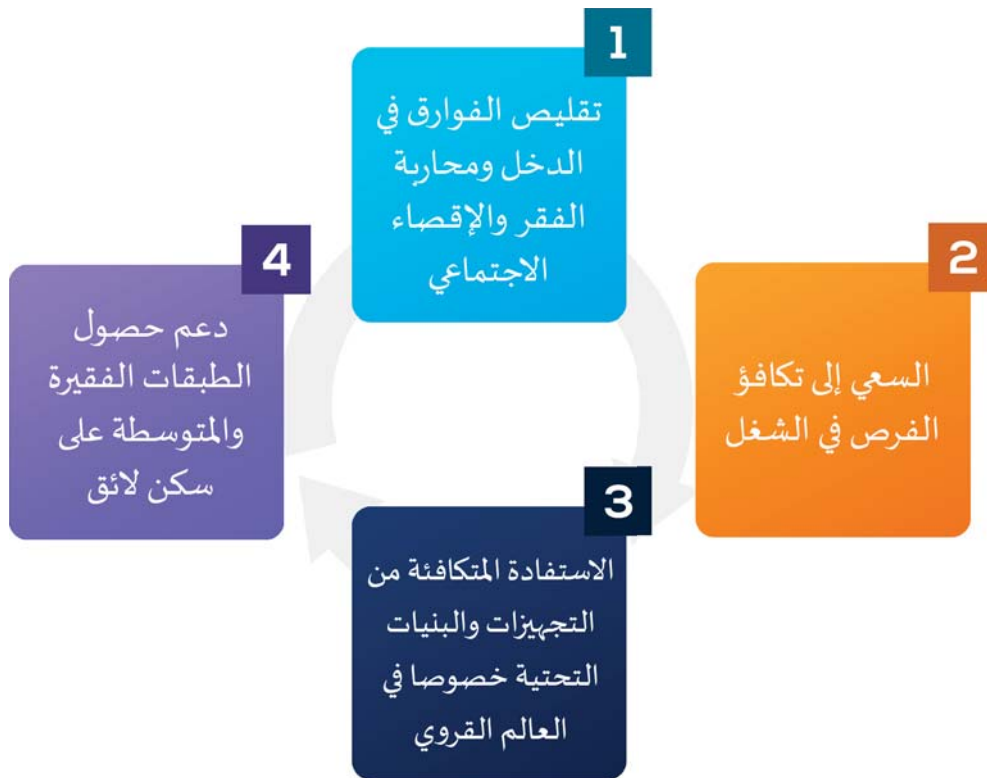 1
تقليص الفوارق في
الدخل ومحاربة
الفقر والإقصاء
الاجتماعي
2
السعي إلى تكافؤ
الفرص في الشغل
3
الاستفادة المتكافئة من
التجهيزات والبنيات
التحتية خصوصا في
العالم القروي
4
دعم حصول
الطبقات الفقيرة
والمتوسطة على
سكن لائق